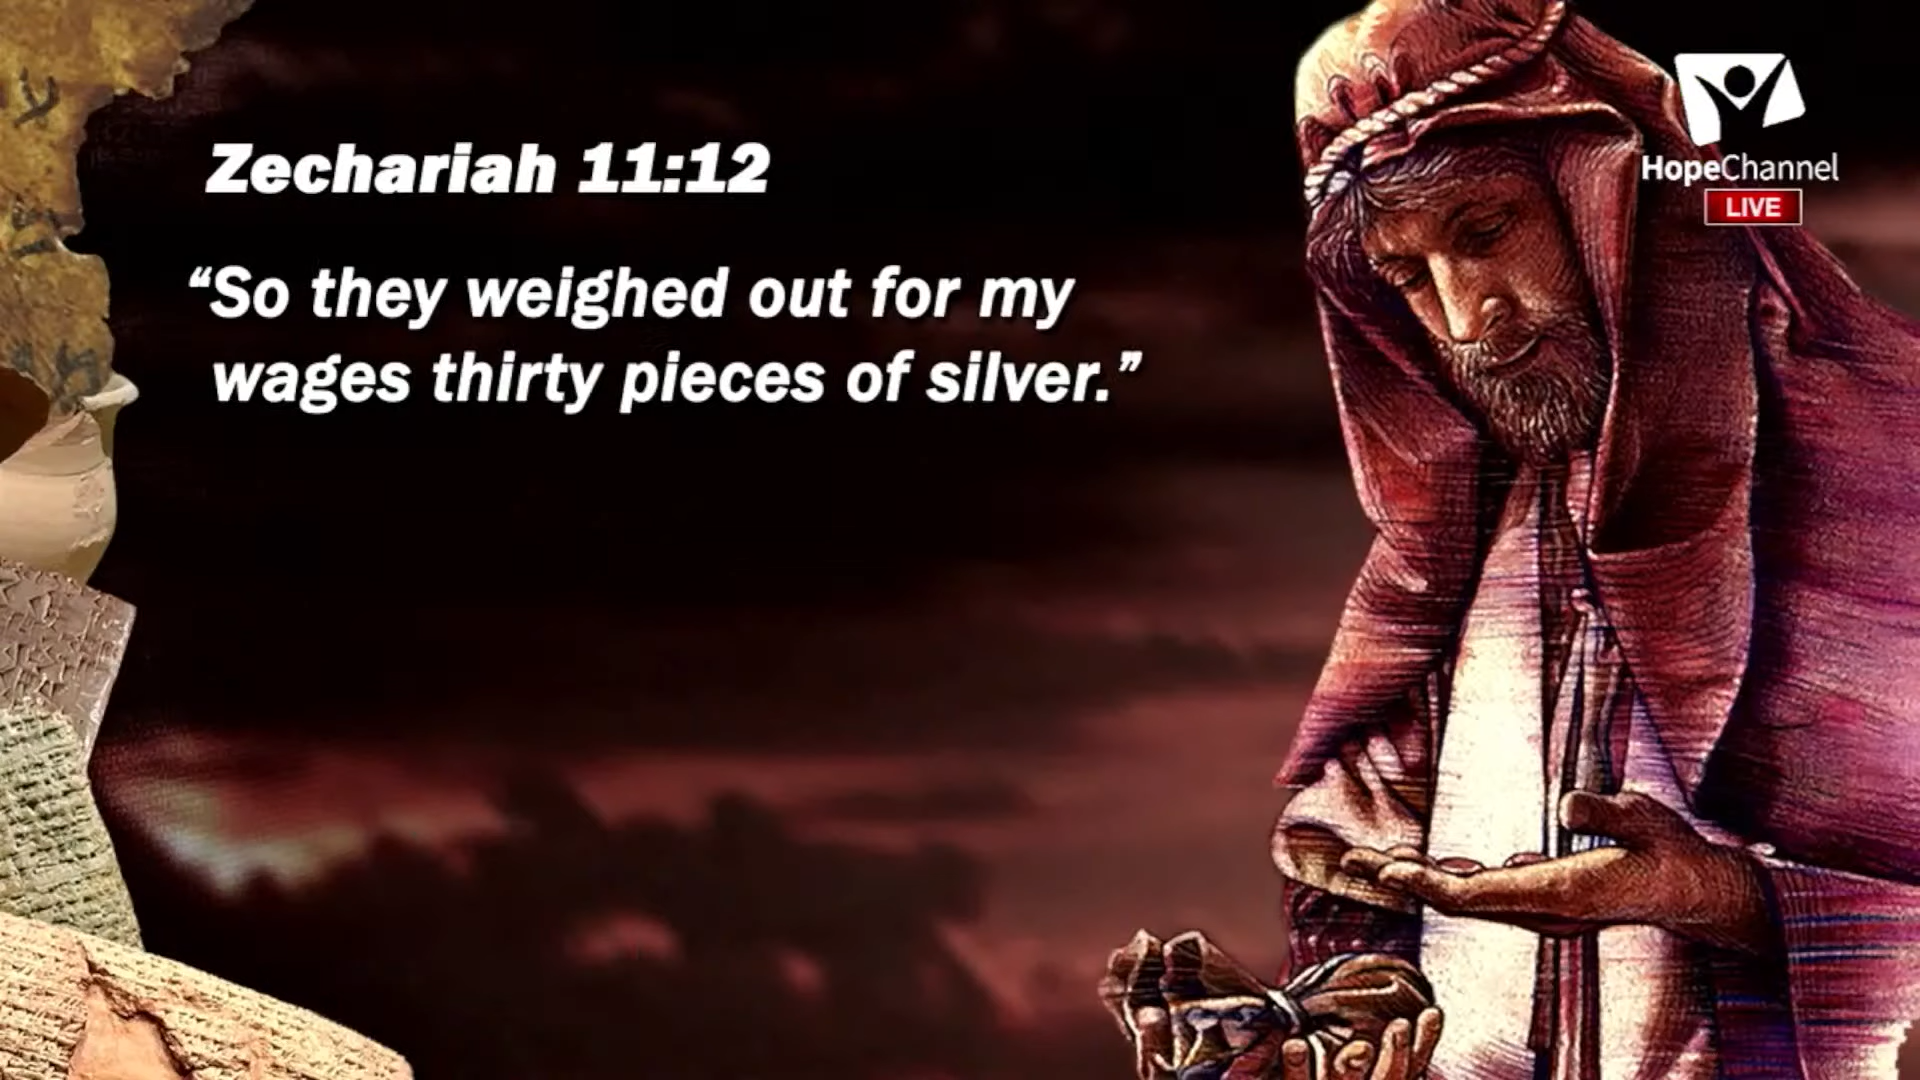 Zechariah 11:12
“So they weighed out for my
wages thirty pieces of silver.”
HopeChannel
LIVE